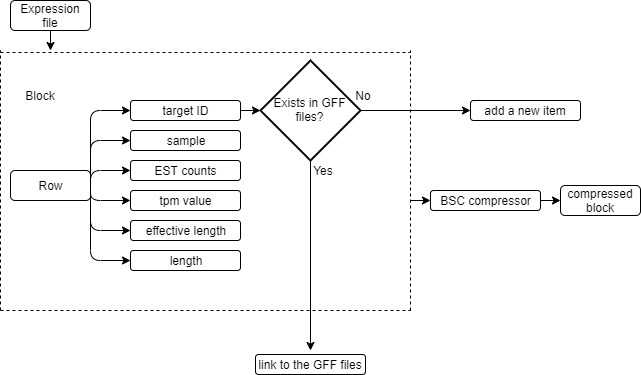 Expression
file
Block
target ID
Exists in GFF
files?
No
add a new item
sample
EST counts
Yes
Row
tpm value
BSC compressor
compressed
block
effective length
length
link to the GFF files